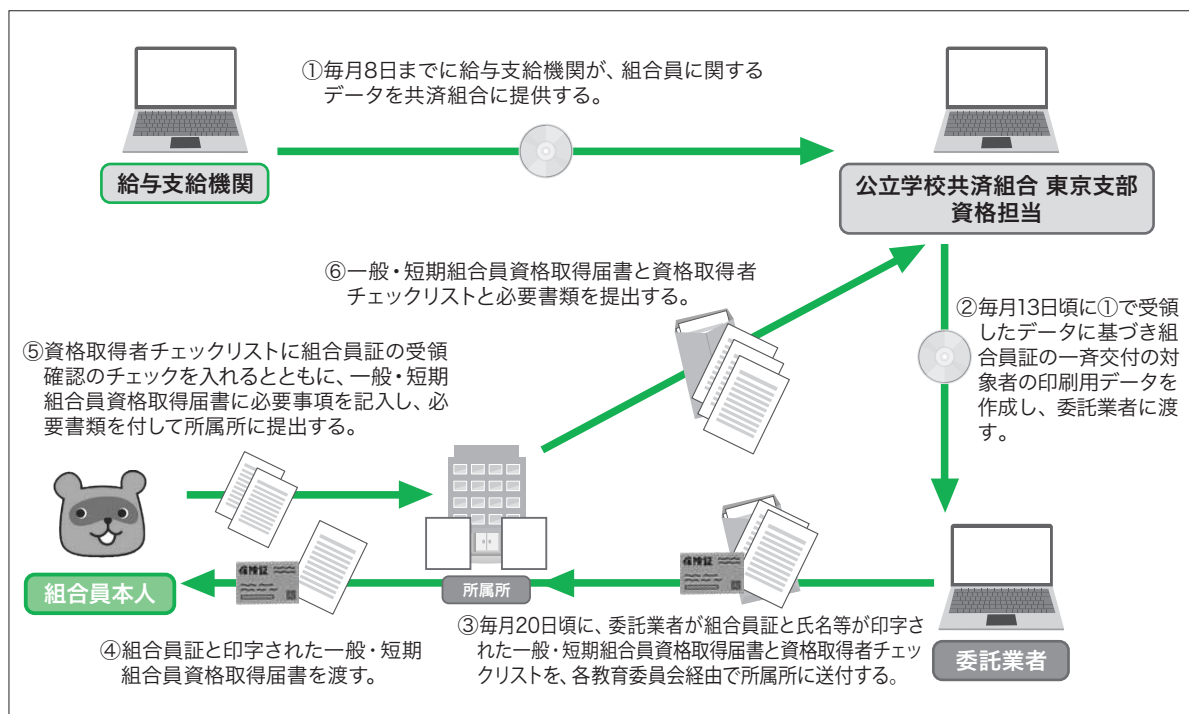 ①毎月8日までに給与支給機関が、組合員に関する
データを共済組合に提供する。
給与支給機関
公立学校共済組合 東京支部
資格担当
⑥一般・短期組合員資格取得届書と資格取得者
チェックリストと必要書類を提出する。
②毎月13日頃に①で受領
したデータに基づき組
合員証の一斉交付の対
象者の印刷用データを
作成し、委託業者に渡
す。
⑤資格取得者チェックリストに組合員証の受領
確認のチェックを入れるとともに、一般・短期
組合員資格取得届書に必要事項を記入し、必
要書類を付して所属所に提出する。
保険証
保険証
組合員本人
所属所
④組合員証と印字された一般・短期
組合員資格取得届書を渡す。
③毎月20日頃に、委託業者が組合員証と氏名等が印字さ
れた一般・短期組合員資格取得届書と資格取得者チェッ
クリストを、各教育委員会経由で所属所に送付する。
委託業者